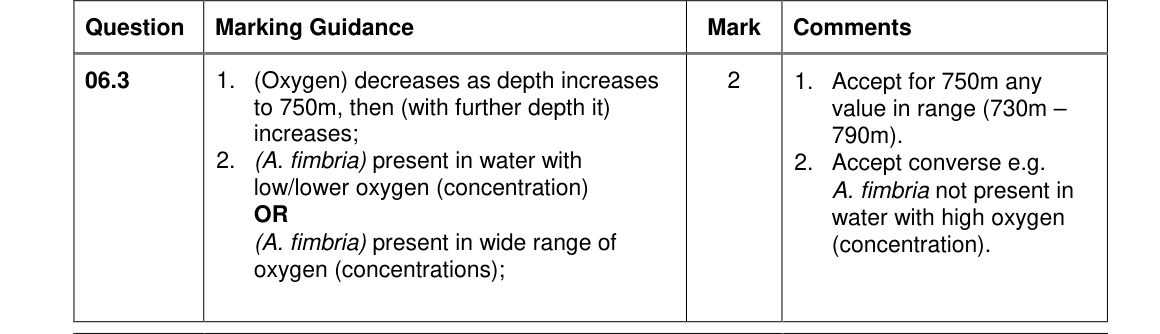 Question Marking Guidance Mark Comments
06.3
1. (Oxygen) decreases as depth increases
to 750m, then (with further depth it)
increases;
2. (A. fimbria) present in water with
low/lower oxygen (concentration)
OR
(A. fimbria) present in wide range of
oxygen (concentrations);
2
1. Accept for 750m any
value in range (730m –
790m).
2. Accept converse e.g.
A. fimbria not present in
water with high oxygen
(concentration).